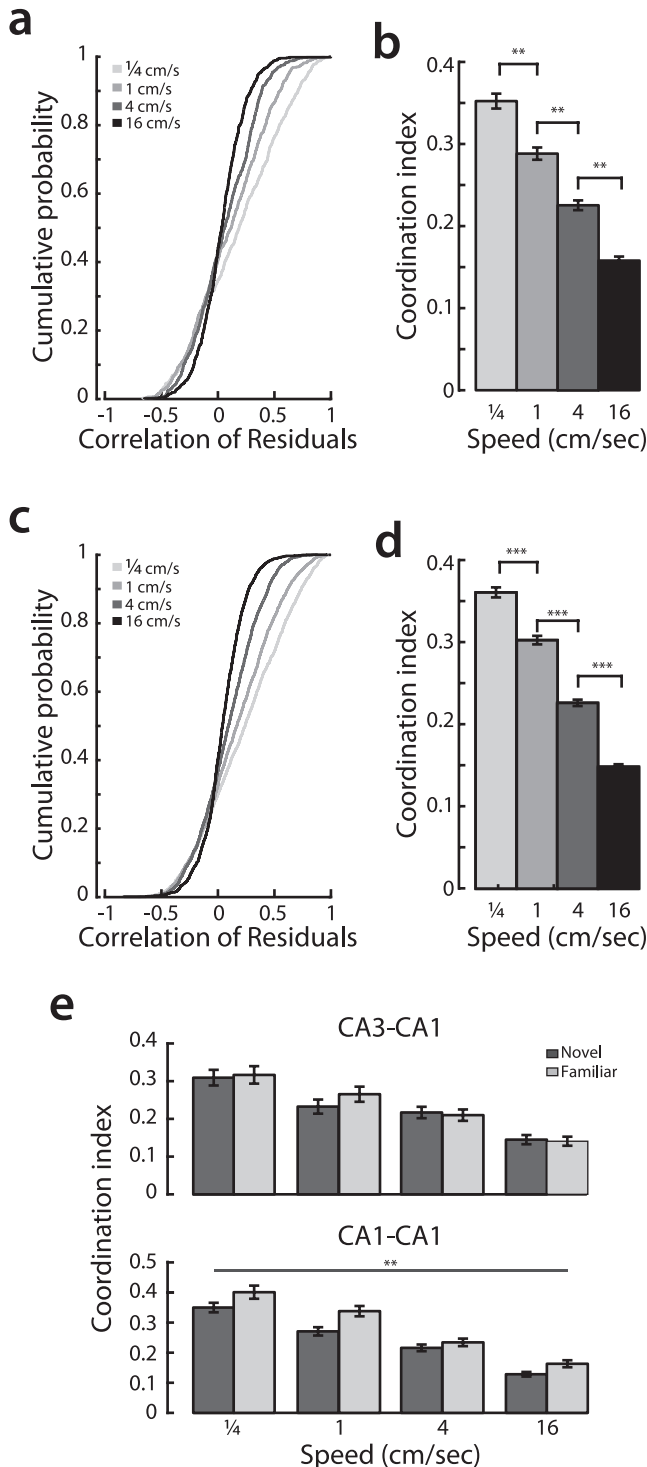 a
1
0.8
0.6
0.4
0.2
0
¼ cm/s
1 cm/s
4 cm/s
16 cm/s
Cumulative probability
-1 -0.5 0 0.5 1
Correlation of Residuals
b
0.4
0.3
0.2
0.1
0
**
**
**
Coordination index
¼ 1 4 16
Speed (cm/sec)
c
1
0.8
0.6
0.4
0.2
0
¼ cm/s
1 cm/s
4 cm/s
16 cm/s
Cumulative probability
-1 -0.5 0 0.5 1
Correlation of Residuals
d
0.4
0.3
0.2
0.1
0
***
***
***
Coordination index
¼ 1 4 16
Speed (cm/sec)
e
CA3-CA1
0.4
0.3
0.2
0.1
0
Novel
Familiar
Coordination index
CA1-CA1
0.5
0.4
0.3
0.2
0.1
0
**
¼ 1 4 16
Speed (cm/sec)